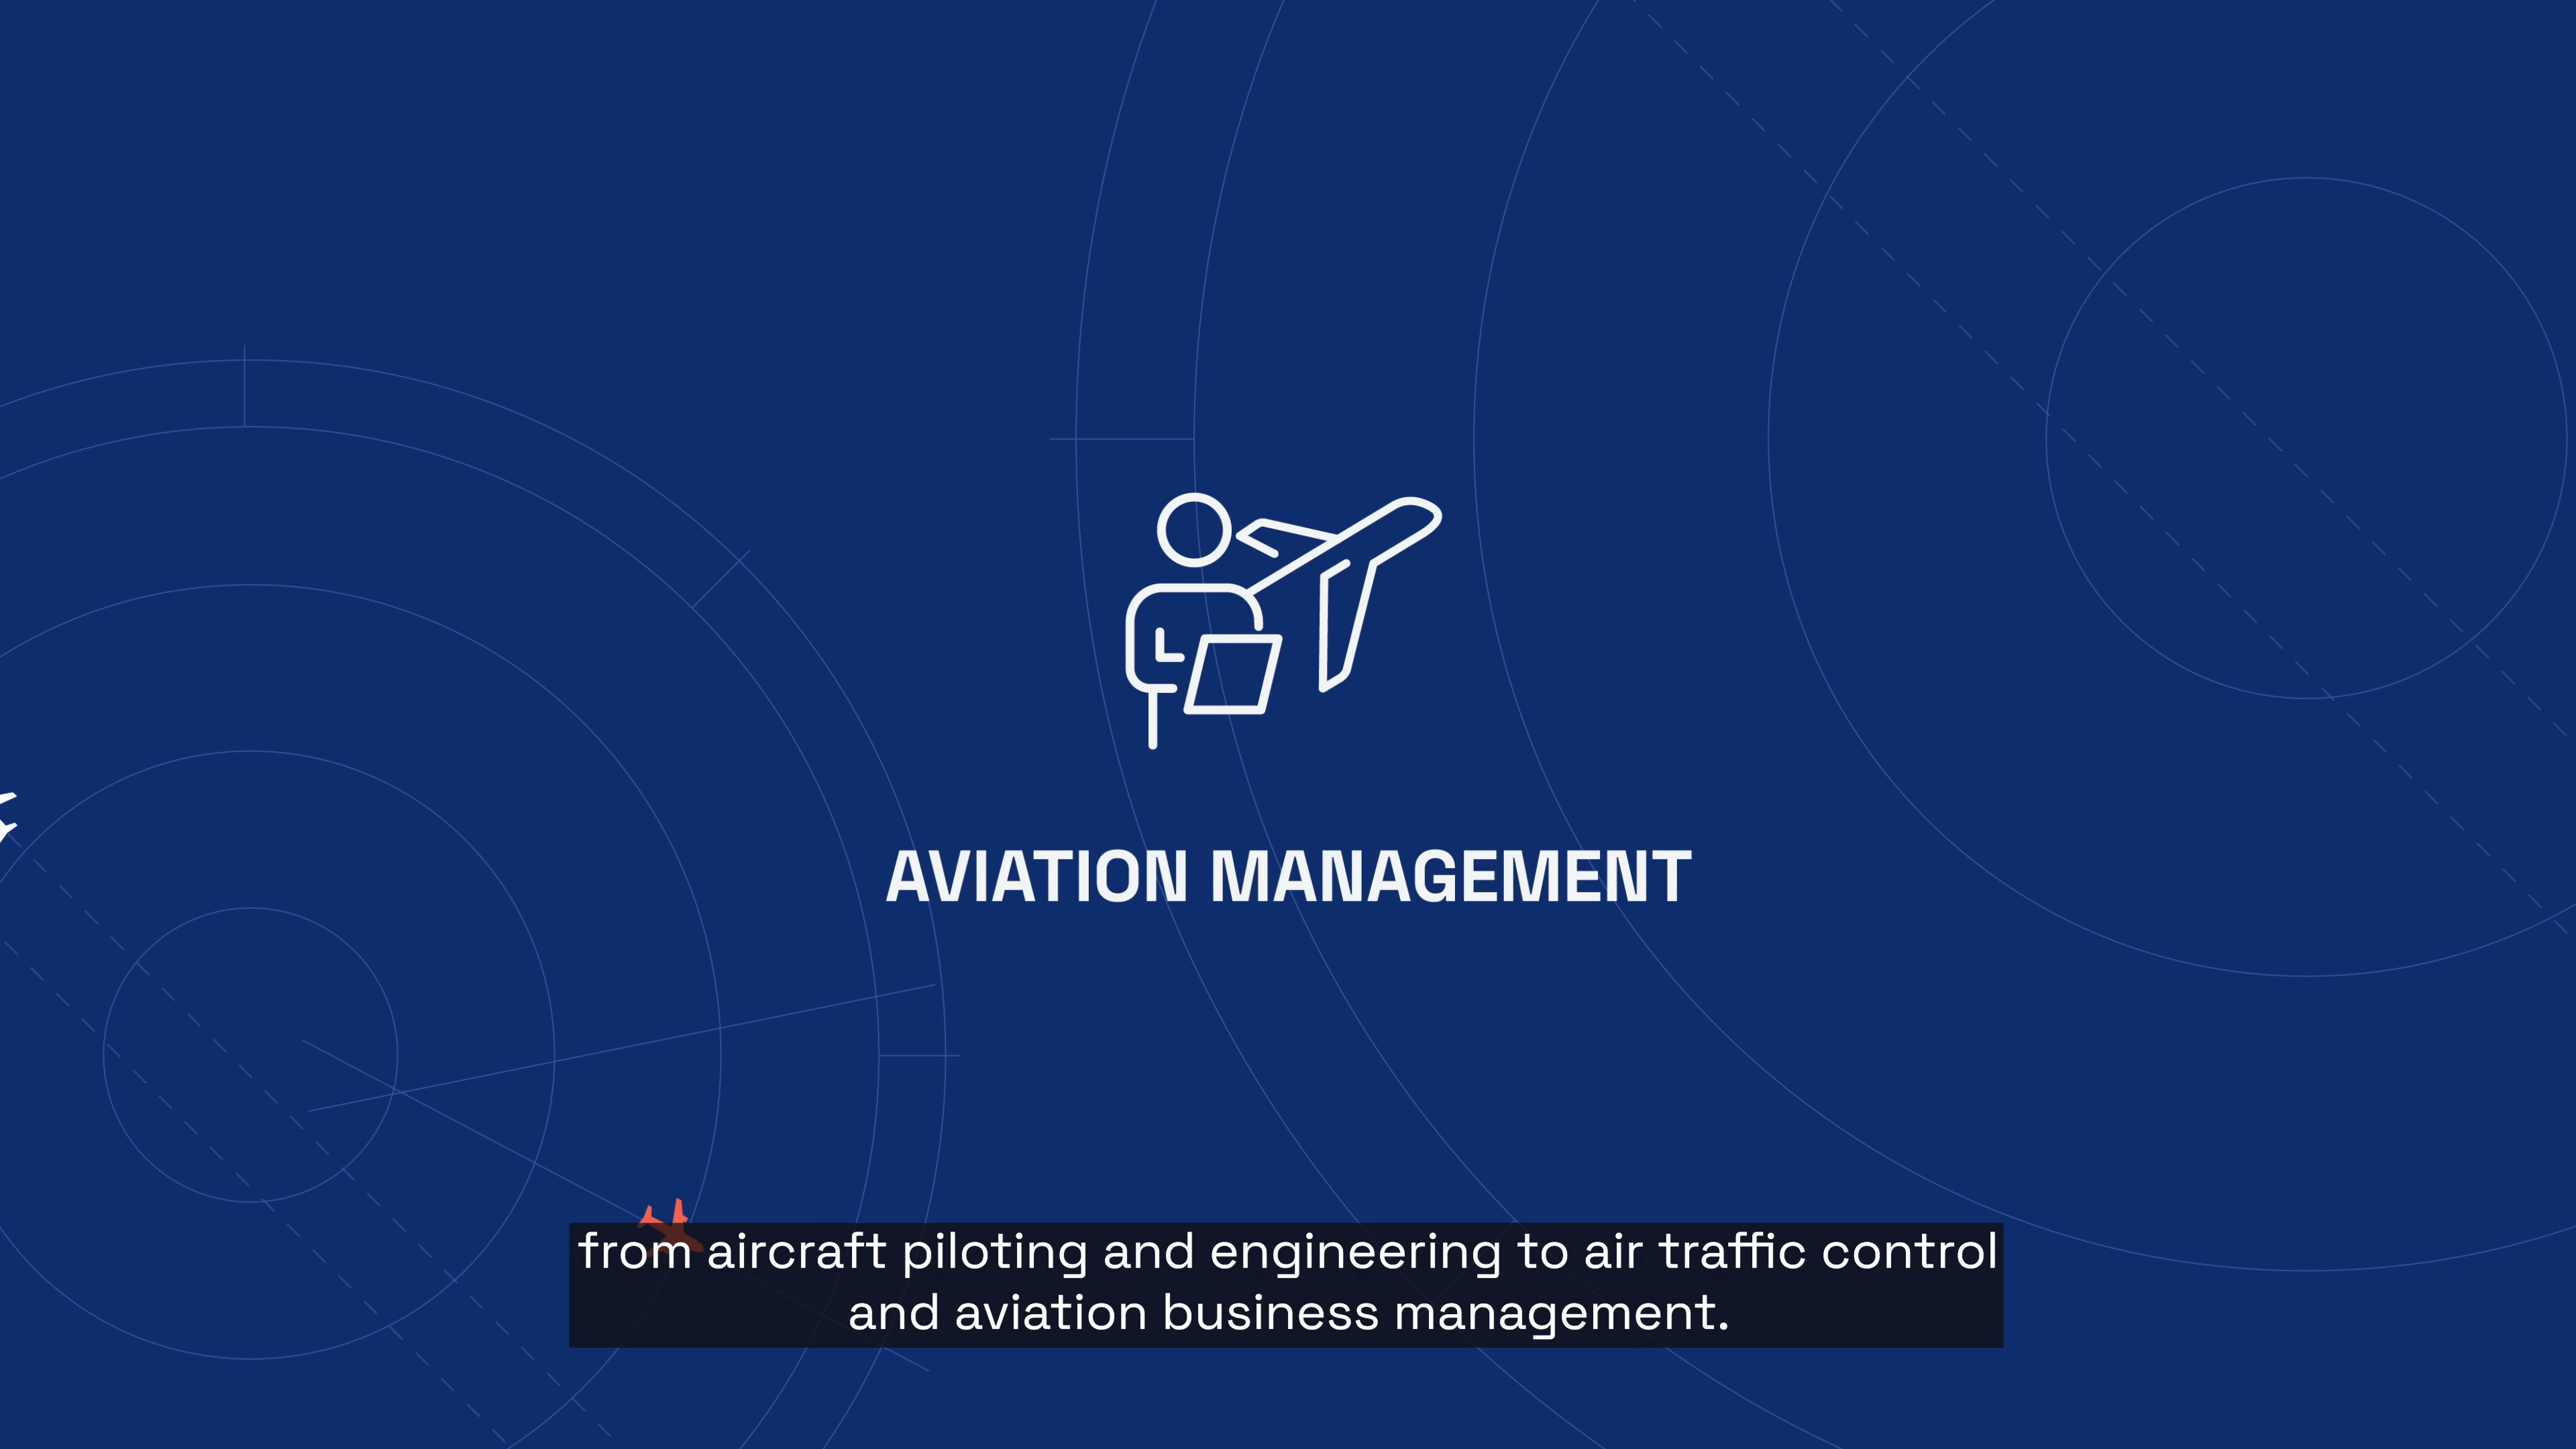 AVIATION MANAGEMENT
from aircraft piloting and engineering to air traffic control
and aviation business management.